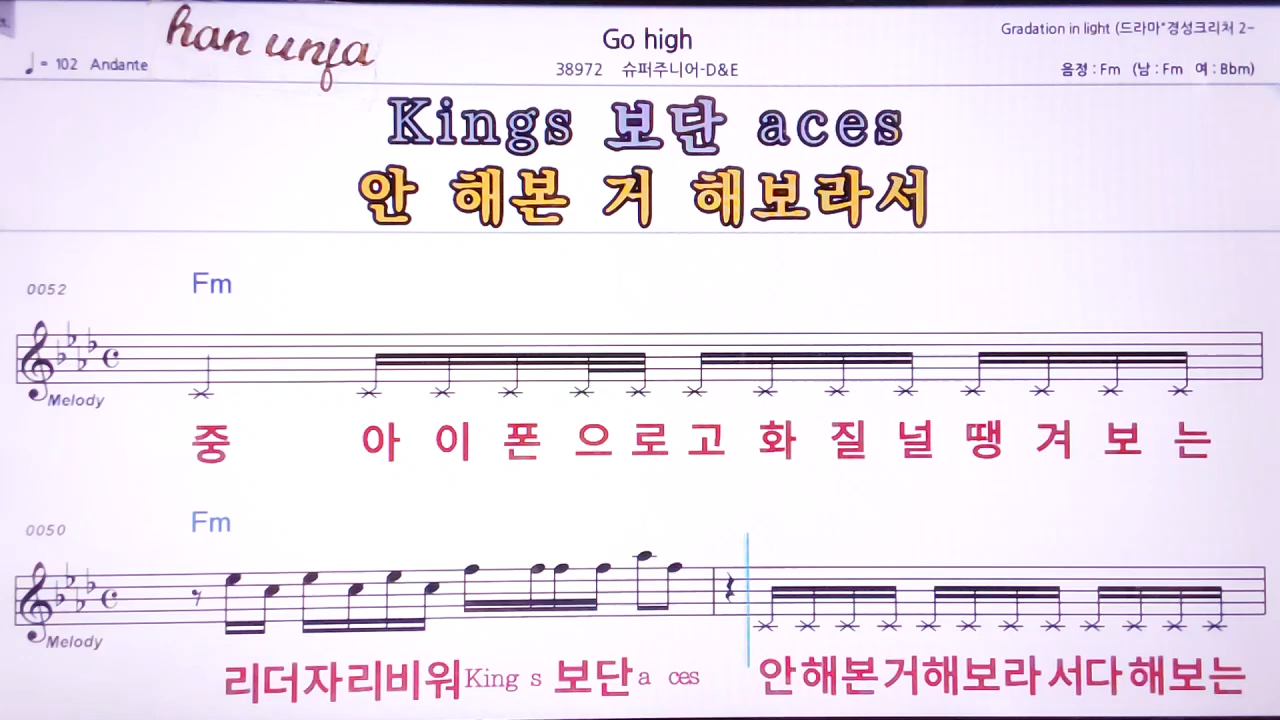 han unfa
Go high
Gradation in light (드라마"경성크리처 2-
♩ = 102 Andante
38972 슈퍼주니어-D&E
음정 : Fm (남 : Fm 여 : Bbm)
Kings 보단 aces
안 해본 거 해보라서
0052
Fm
Melody
중 아 이 폰 으 로 고 화 질 널 땡 겨 보 는
0050
Fm
Melody
리더자리비워King s 보단a ces 안해본거해보라서다해보는